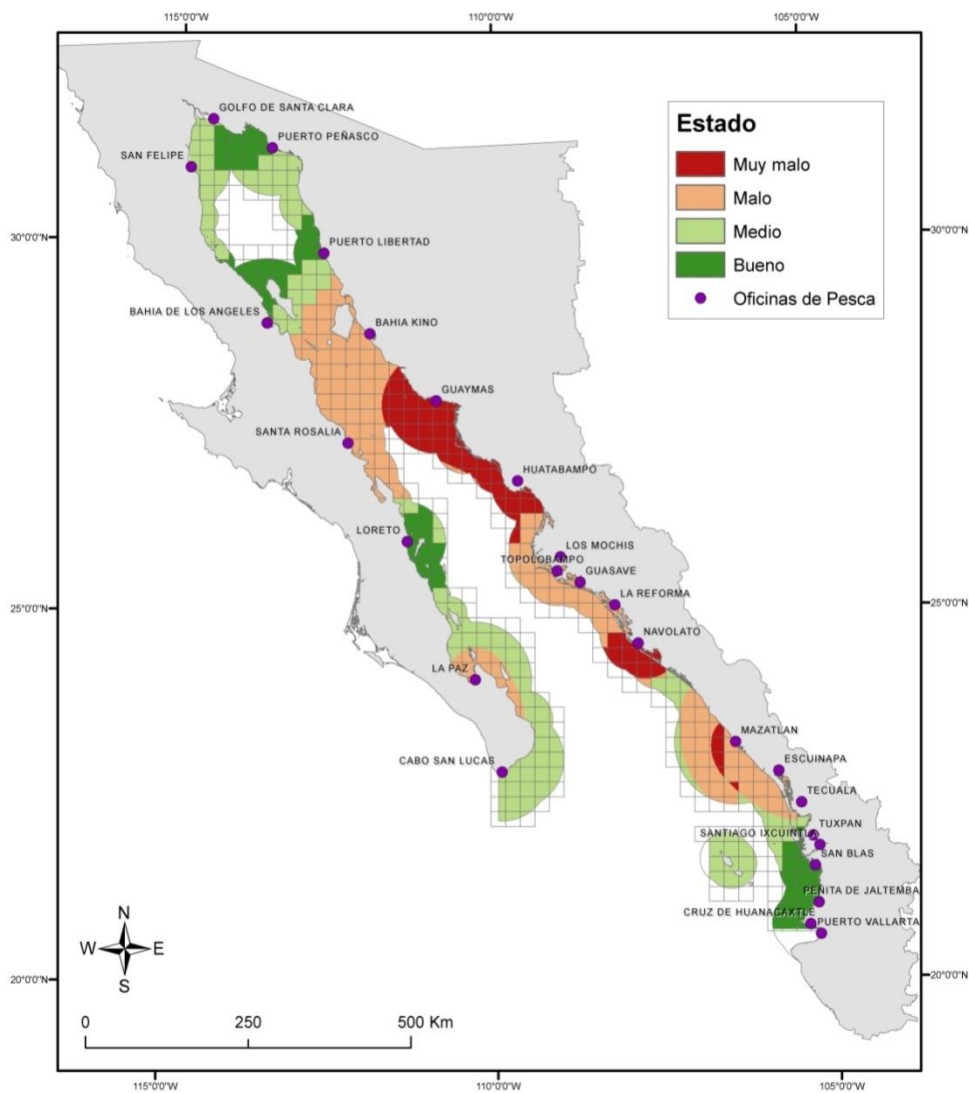 115°0'0"W 110°0'0"W 105°0'0"W
GOLFO DE SANTA CLARA
PUERTO PEÑASCO
SAN FELIPE
Estado
Muy malo
Malo
Medio
Bueno
Oficinas de Pesca
30°0'0"N 30°0'0"N
PUERTO LIBERTAD
BAHIA DE LOS ANGELES
BAHIA KINO
GUAYMAS
SANTA ROSALIA
HUATABAMPO
LORETO
LOS MOCHIS
TOPOLOBAMPO
GUASAVE
LA REFORMA
25°0'0"N 25°0'0"N
NAVOLATO
LA PAZ
MAZATLAN
CABO SAN LUCAS
ESCUINAPA
TECUALA
TUXPAN
SANTIAGO IXCUINTLA
SAN BLAS
PEÑITA DE JALTEMBA
CRUZ DE HUANACAXTLE
PUERTO VALLARTA
N
W E
S
20°0'0"N 20°0'0"N
0 250 500 Km
115°0'0"W 110°0'0"W 105°0'0"W